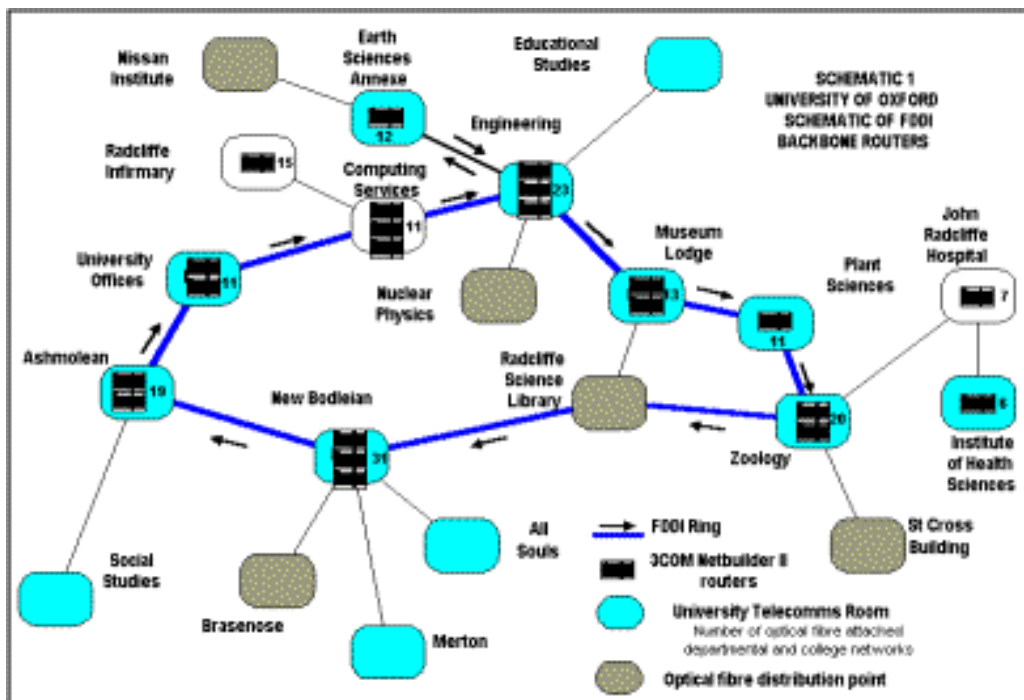 Nissan
Institute
Earth
Sciences
Annexe
12
Educational
Studies
SCHEMATIC 1
UNIVERSITY OF OXFORD
SCHEMATIC OF FDDI
BACKBONE ROUTERS
Radcliffe
Infirmary
15
Engineering
23
Computing
Services
11
University
Offices
11
Nuclear
Physics
Museum
Lodge
13
Plant
Sciences
11
John
Radcliffe
Hospital
7
Ashmolean
19
New Bodleian
31
Radcliffe
Science
Library
Zoology
20
6
Institute
of Health
Sciences
Social
Studies
Brasenose
Merton
All
Souls
St Cross
Building
FDDI Ring
3COM Netbuilder II
routers
University Telecomms Room
Number of optical fibre attached
departmental and college networks
Optical fibre distribution point